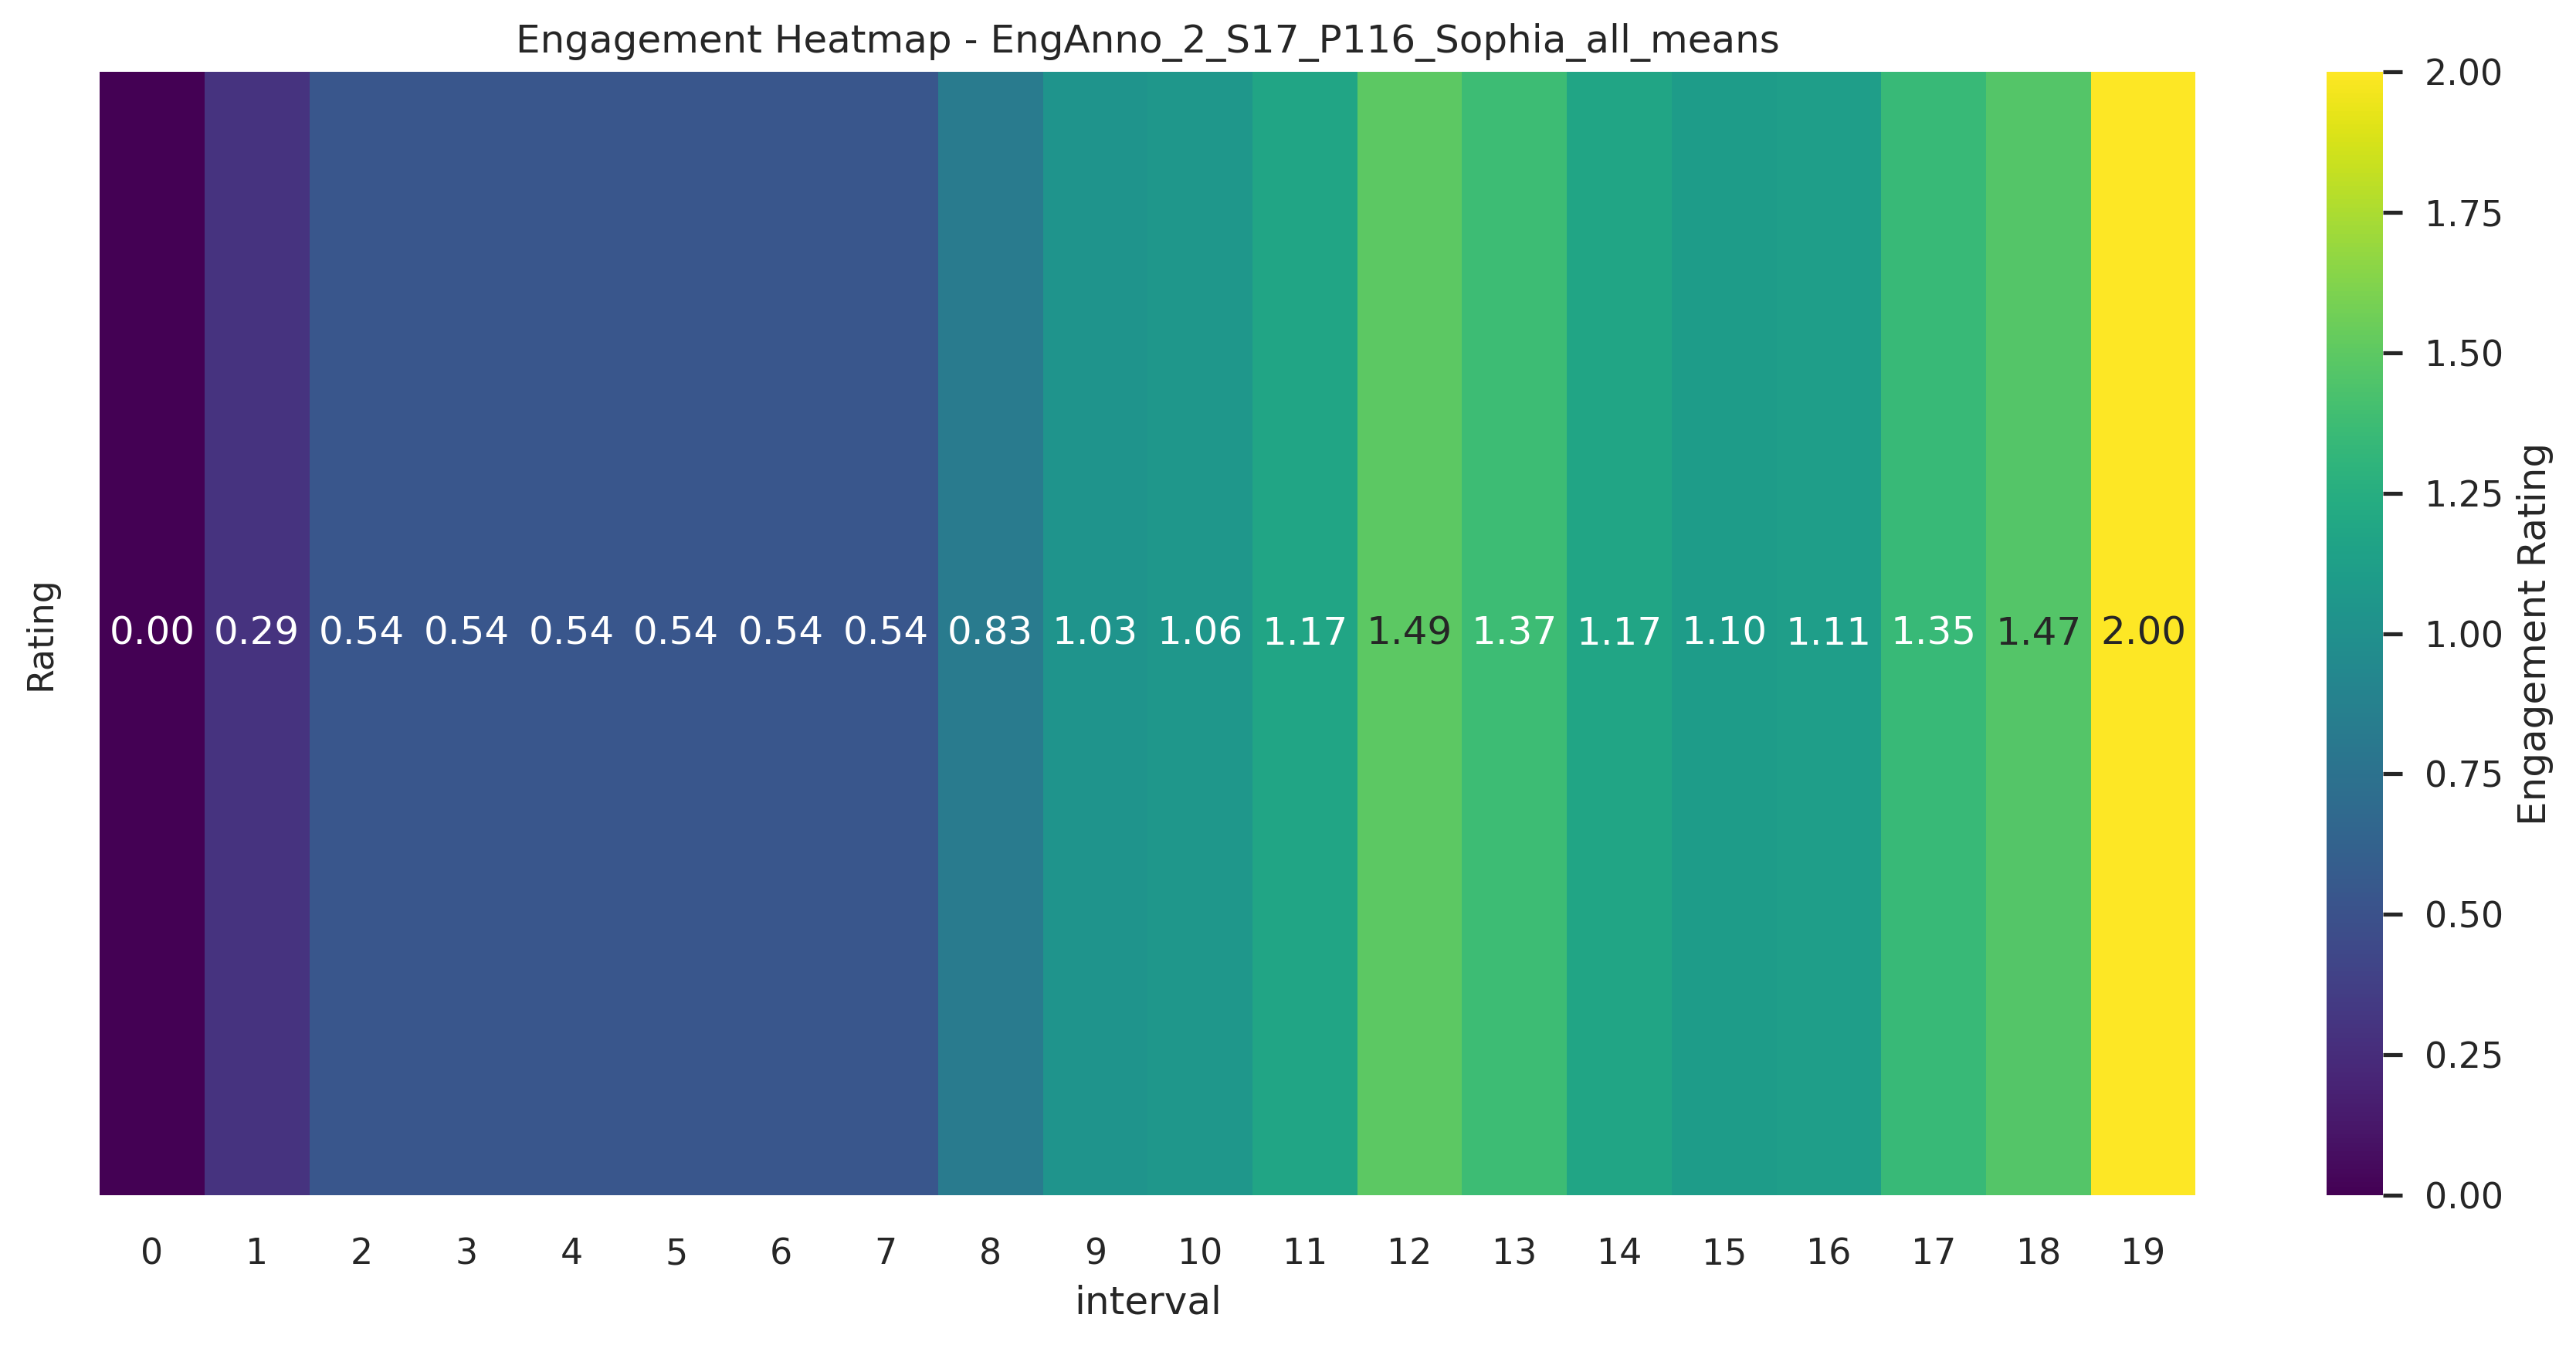 Engagement Heatmap - EngAnno_2_S17_P116_Sophia_all_means
Rating
0.00 0.29 0.54 0.54 0.54 0.54 0.54 0.54 0.83 1.03 1.06 1.17 1.49 1.37 1.17 1.10 1.11 1.35 1.47 2.00
0 1 2 3 4 5 6 7 8 9 10 11 12 13 14 15 16 17 18 19
interval
2.00
1.75
1.50
1.25
1.00
0.75
0.50
0.25
0.00
Engagement Rating